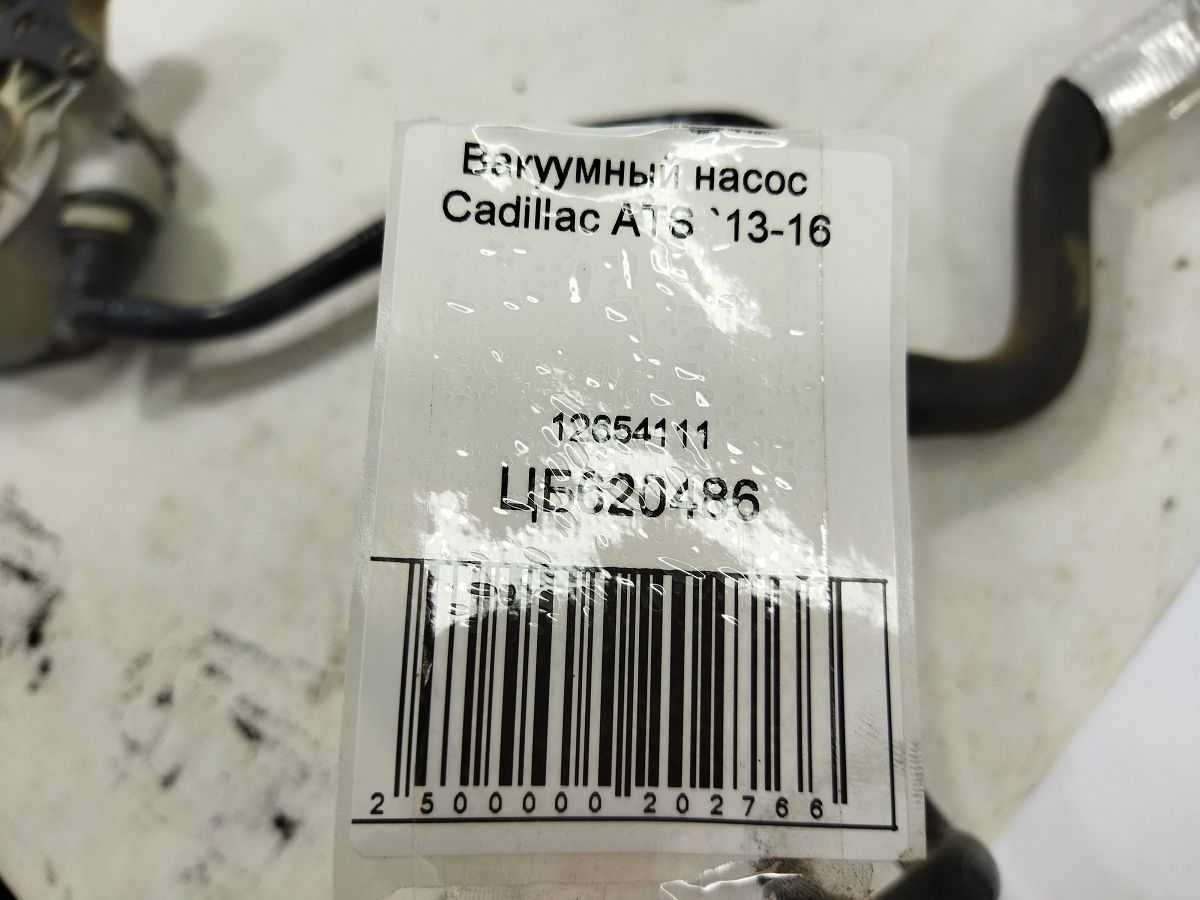 Вакуумный насос
Cadillac ATS `13-16
12654111
ЦБ620486
2 500000 202766